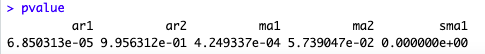 > pvalue
ar1 ar2 ma1 ma2 sma1
6.850313e-05 9.956312e-01 4.249337e-04 5.739047e-02 0.000000e+00